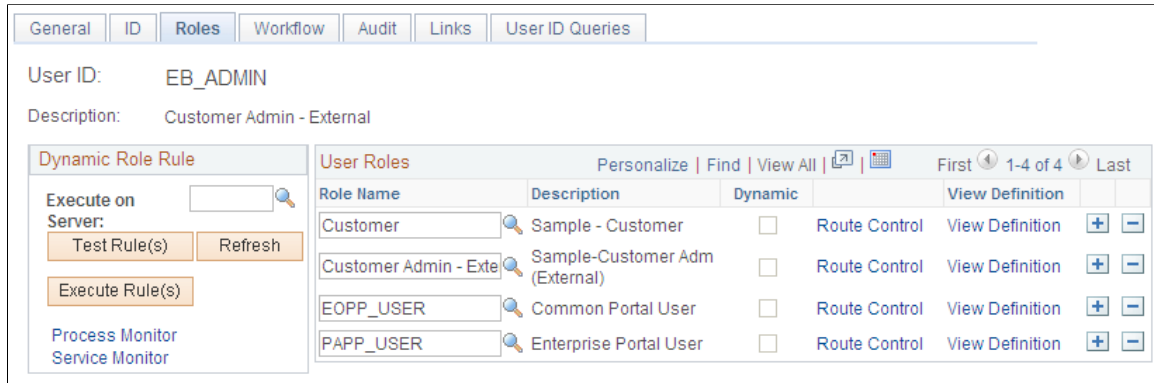 General ID Roles Workflow Audit Links User ID Queries
User ID: EB_ADMIN
Description: Customer Admin - External
Dynamic Role Rule
Execute on
Server:
Test Rule(s) Refresh
Execute Rule(s)
Process Monitor
Service Monitor
User Roles Personalize | Find | View All | | First 1-4 of 4 Last
Role Name Description Dynamic View Definition
Customer Sample - Customer Route Control View Definition + -
Customer Admin - Exte Sample-Customer Adm
(External) Route Control View Definition + -
EOPP_USER Common Portal User Route Control View Definition + -
PAPP_USER Enterprise Portal User Route Control View Definition + -